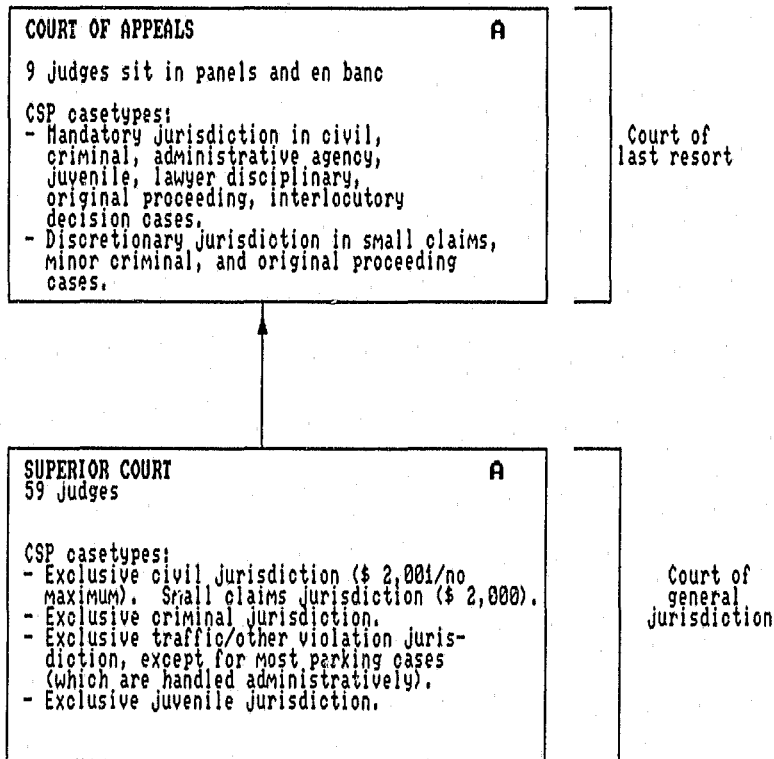 COURT OF APPEALS A
9 judges sit in panels and en banc
CSP casetypes:
- Mandatory jurisdiction in civil,
criminal, administrative agency,
juvenile, lawyer disciplinary,
original proceeding, interlocutory
decision cases.
- Discretionary jurisdiction in small claims,
minor criminal, and original proceeding
cases.
Court of
last resort
SUPERIOR COURT A
59 judges
CSP casetypes:
- Exclusive civil jurisdiction ($ 2,001/no
maximum). Small claims jurisdiction ($ 2,000).
- Exclusive criminal jurisdiction.
- Exclusive traffic/other violation juris-
diction, except for most parking cases
(which are handled administratively).
- Exclusive juvenile jurisdiction.
Court of
general
jurisdiction